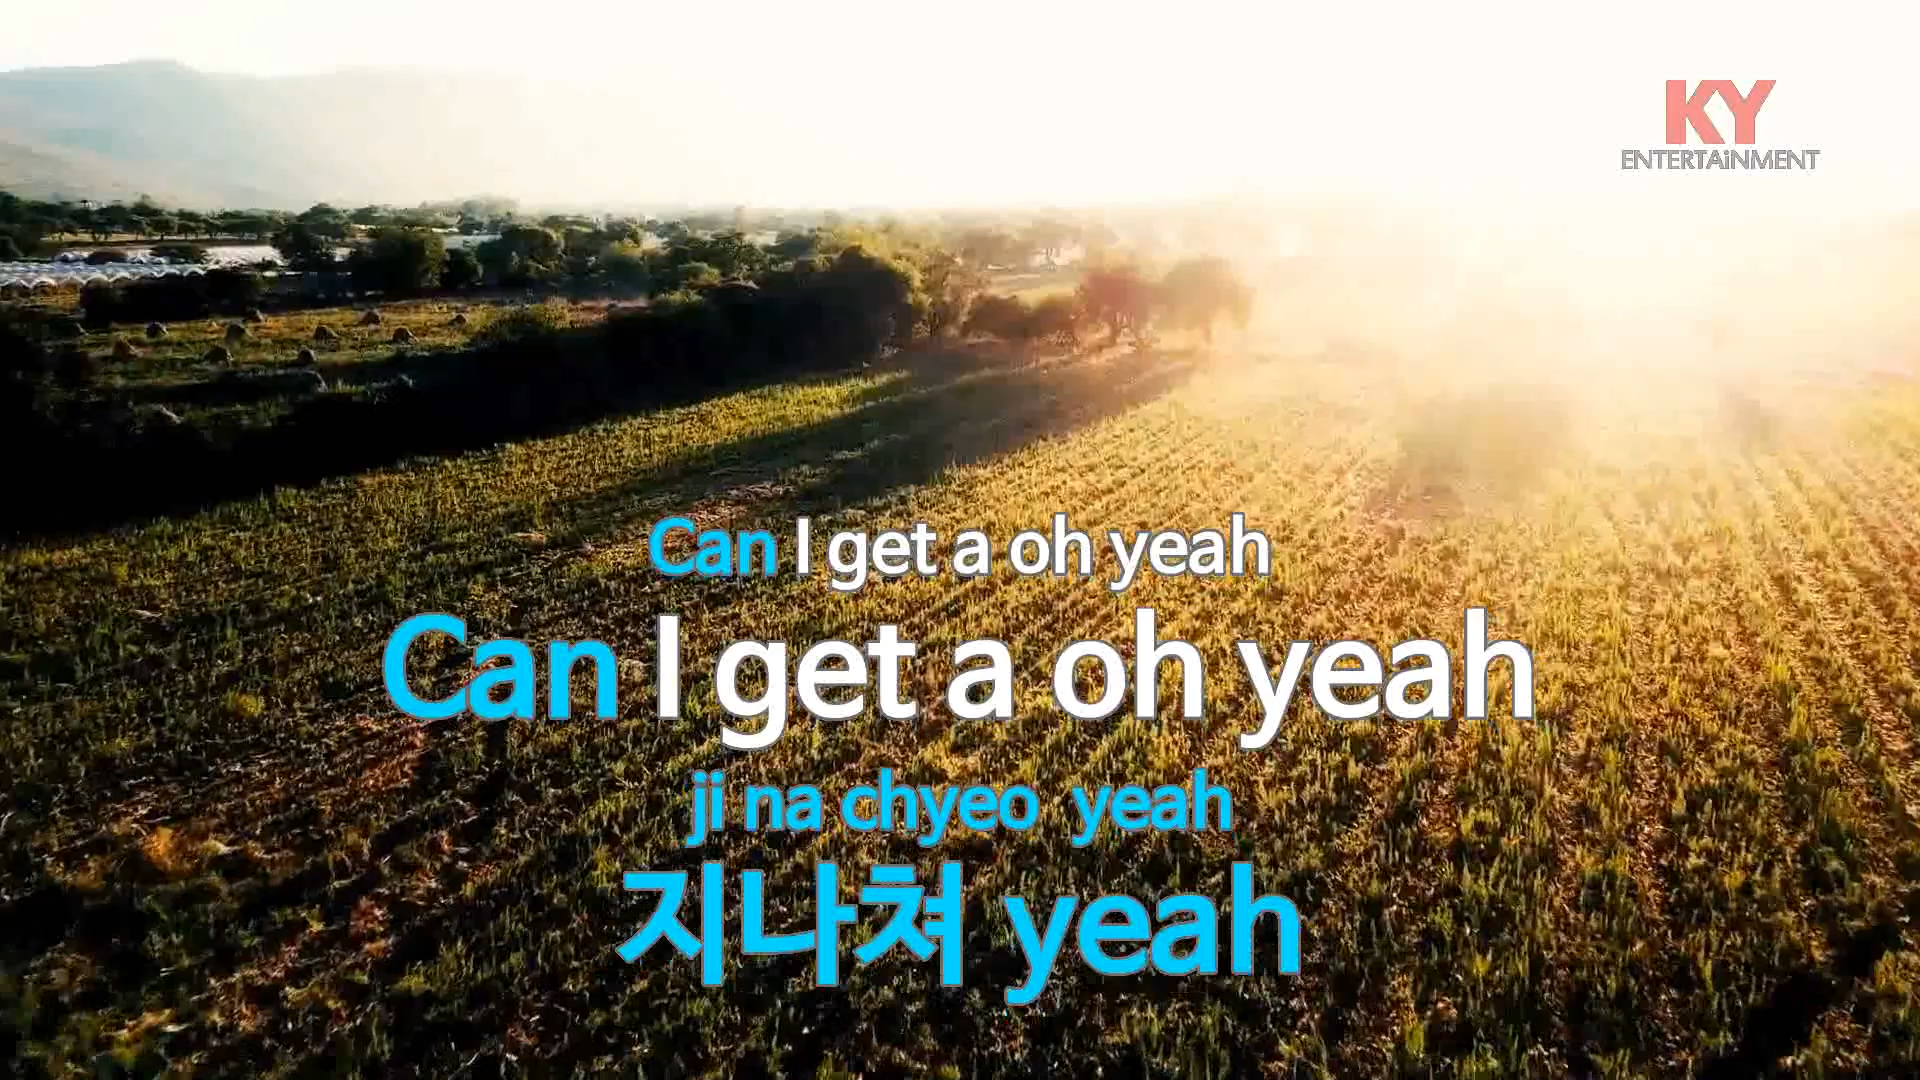 KY
ENTERTAiNMENT
Can I get a oh yeah
Can I get a oh yeah
ji na chyeo yeah
지나쳐 yeah